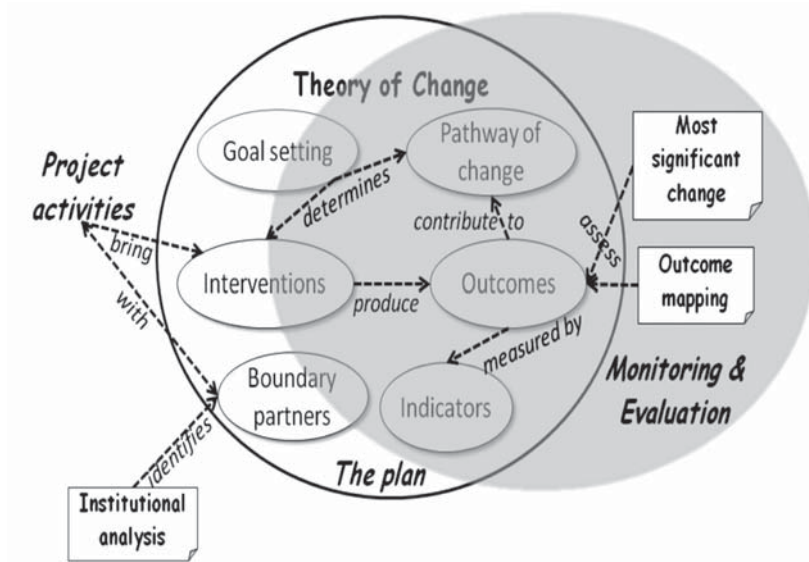 Theory of Change
Goal setting
Pathway of
change
Most
significant
change
Project
activities
determines
contribute to
assess
bring
Interventions
produce
Outcomes
Outcome
mapping
with
measured by
Boundary
partners
Indicators
Monitoring &
Evaluation
identifies
The plan
Institutional
analysis